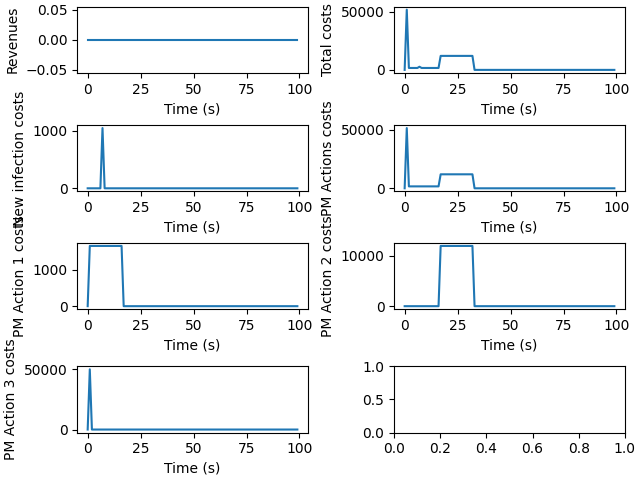 Revenues
0.05
0.00
−0.05
0 25 50 75 100
Time (s)
Total costs
50000
0
0 25 50 75 100
Time (s)
New infection costs
1000
0
0 25 50 75 100
Time (s)
PM Actions costs
50000
0
0 25 50 75 100
Time (s)
PM Action 1 costs
1000
0
0 25 50 75 100
Time (s)
PM Action 2 costs
10000
0
0 25 50 75 100
Time (s)
PM Action 3 costs
50000
0
0 25 50 75 100
Time (s)
1.0
0.5
0.0
0.0 0.2 0.4 0.6 0.8 1.0